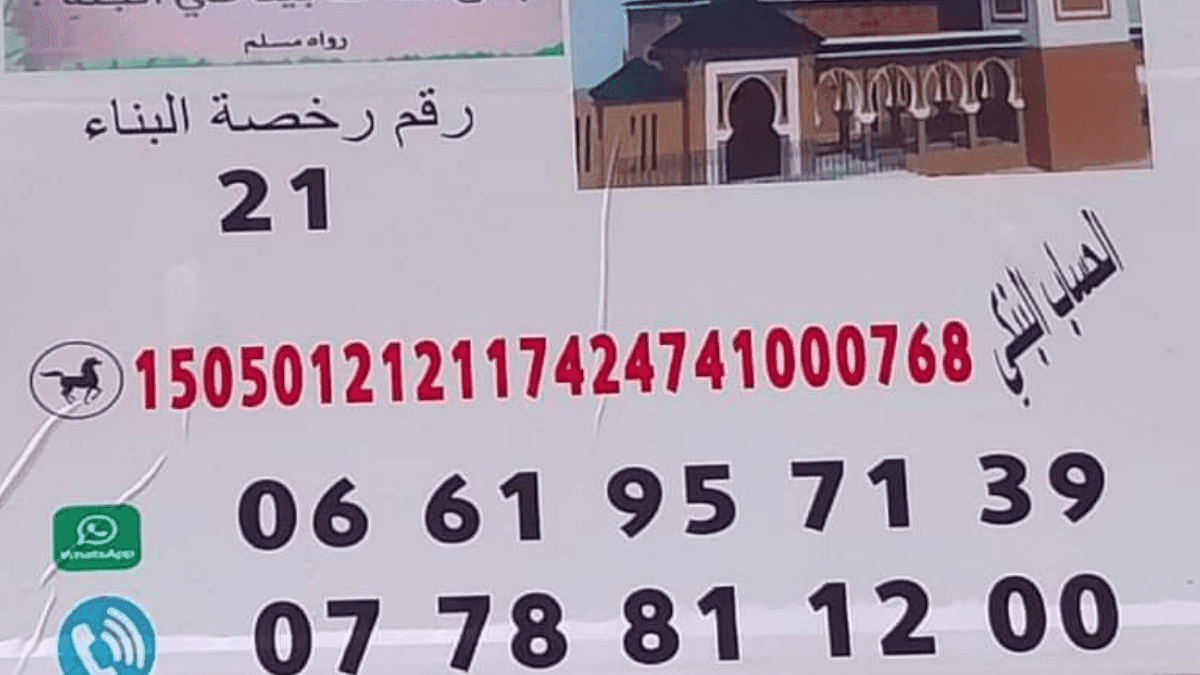 رواه مسلم
رقم رخصة البناء
21
الحساب البنكي
150501212117424741000768
WhatsApp
06 61 95 71 39
07 78 81 12 00